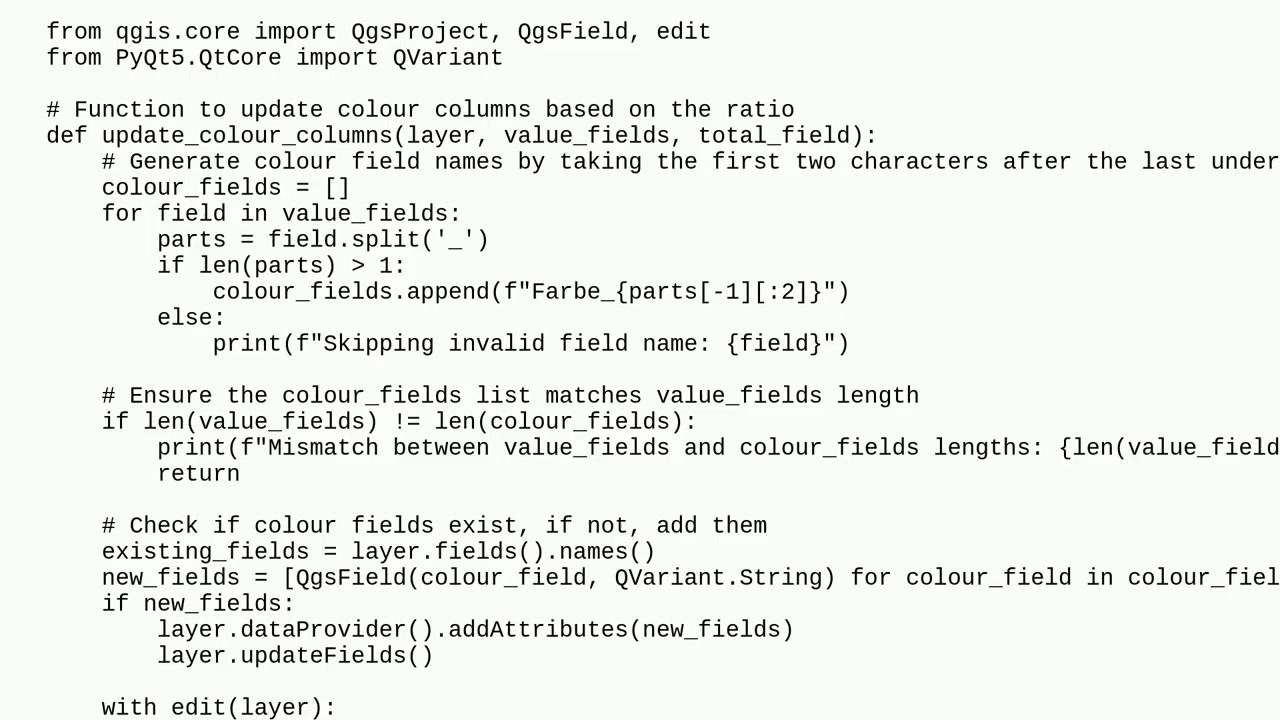 from qgis.core import QgsProject, QgsField, edit
from PyQt5.QtCore import QVariant
# Function to update colour columns based on the ratio
def update_colour_columns(layer, value_fields, total_field):
# Generate colour field names by taking the first two characters after the last under
colour_fields = []
for field in value_fields:
parts = field.split('_')
if len(parts) > 1:
colour_fields.append(f"Farbe_{parts[-1][:2]}")
else:
print(f"Skipping invalid field name: {field}")
# Ensure the colour_fields list matches value_fields length
if len(value_fields) != len(colour_fields):
print(f"Mismatch between value_fields and colour_fields lengths: {len(value_field
return
# Check if colour fields exist, if not, add them
existing_fields = layer.fields().names()
new_fields = [QgsField(colour_field, QVariant.String) for colour_field in colour_fiel
if new_fields:
layer.dataProvider().addAttributes(new_fields)
layer.updateFields()
with edit(layer):